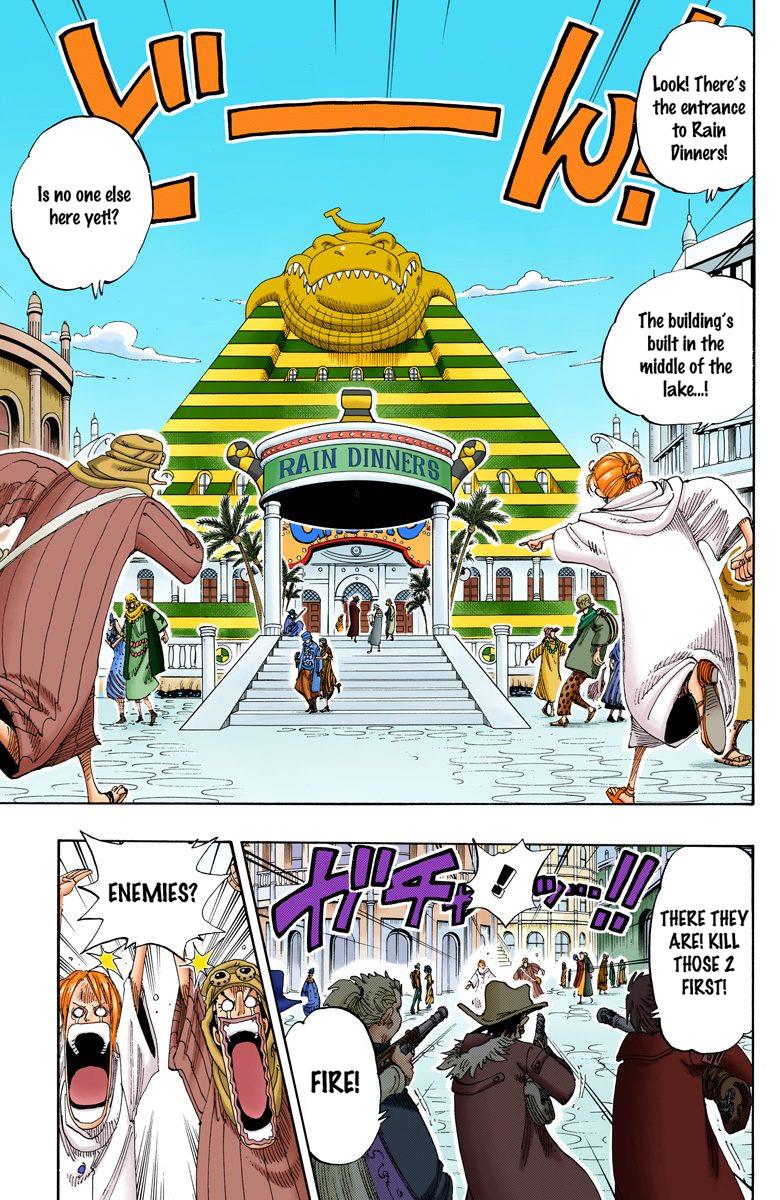 Look! There's
the entrance
to Rain
Dinners!
どーん!
Is no one else
here yet!?
The building's
built in the
middle of the
lake...!
RAIN DINNERS
THERE THEY
ARE! KILL
THOSE 2
FIRST!
!
ガチャッ…!!
FIRE!
ENEMIES?